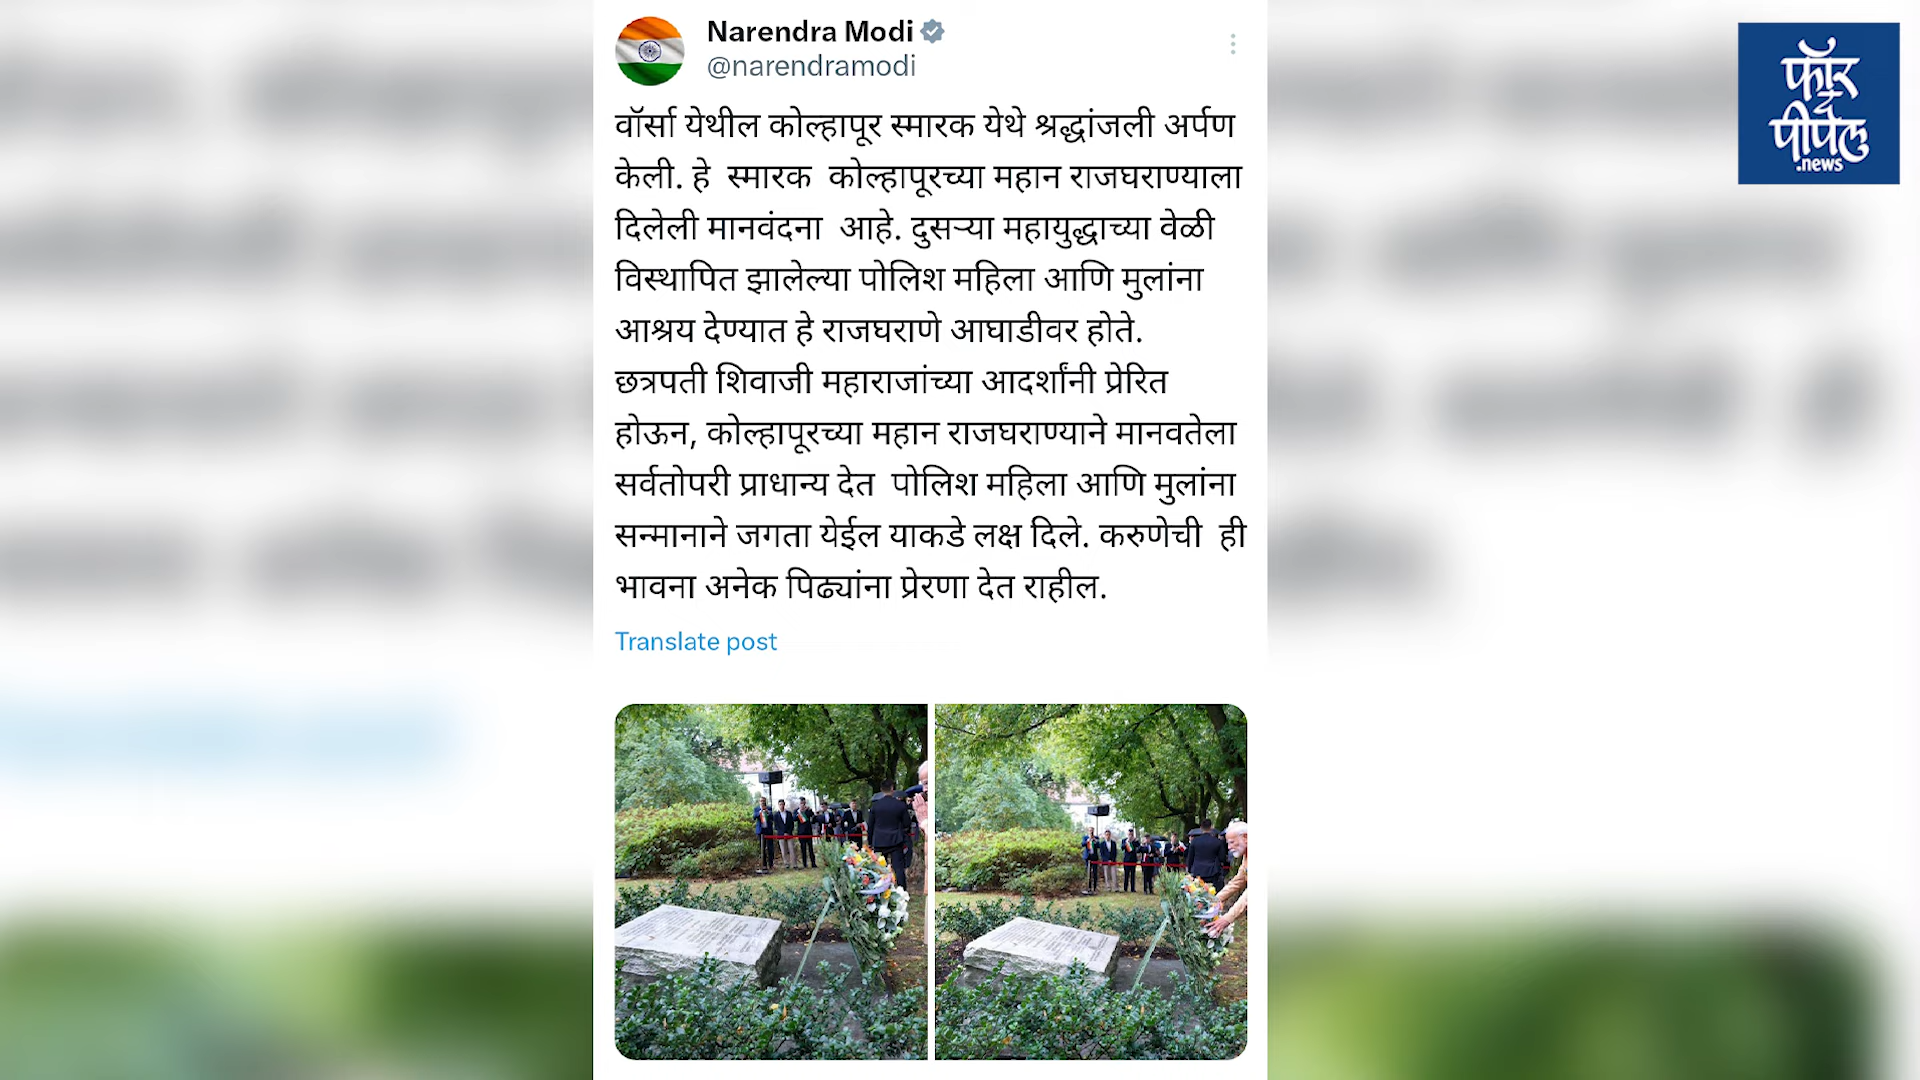 Narendra Modi
@narendramodi
वॉर्सा येथील कोल्हापूर स्मारक येथे श्रद्धांजली अर्पण
केली. हे स्मारक कोल्हापूरच्या महान राजघराण्याला
दिलेली मानवंदना आहे. दुसऱ्या महायुद्धाच्या वेळी
विस्थापित झालेल्या पोलिश महिला आणि मुलांना
आश्रय देण्यात हे राजघराणे आघाडीवर होते.
छत्रपती शिवाजी महाराजांच्या आदर्शांनी प्रेरित
होऊन, कोल्हापूरच्या महान राजघराण्याने मानवतेला
सर्वतोपरी प्राधान्य देत पोलिश महिला आणि मुलांना
सन्मानाने जगता येईल याकडे लक्ष दिले. करुणेची ही
भावना अनेक पिढ्यांना प्रेरणा देत राहील.
Translate post
फॉर
द
पीपल
.news